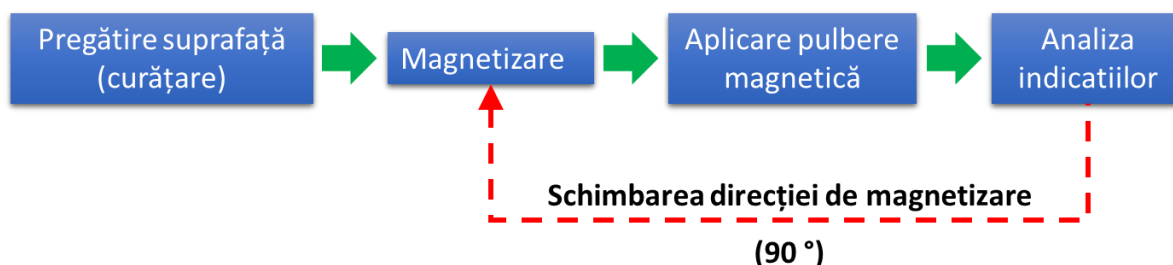 Pregătire suprafață
(curățare)
Magnetizare
Aplicare pulbere
magnetică
Analiza
indicatiilor
Schimbarea direcției de magnetizare
(90 °)